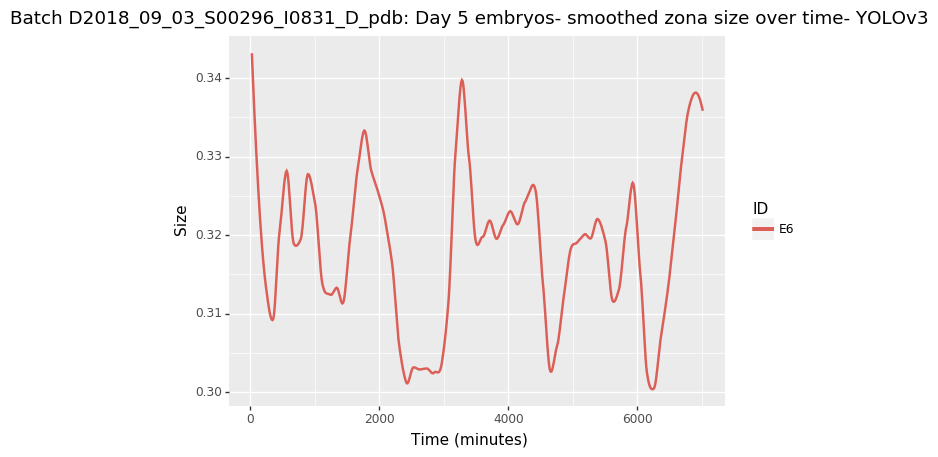 Batch D2018_09_03_S00296_I0831_D_pdb: Day 5 embryos- smoothed zona size over time- YOLOv3
0.34
0.33
0.32
0.31
0.30
Size
0
2000
4000
6000
Time (minutes)
ID
E6